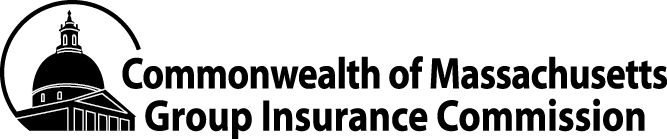 Commonwealth of Massachusetts
Group Insurance Commission